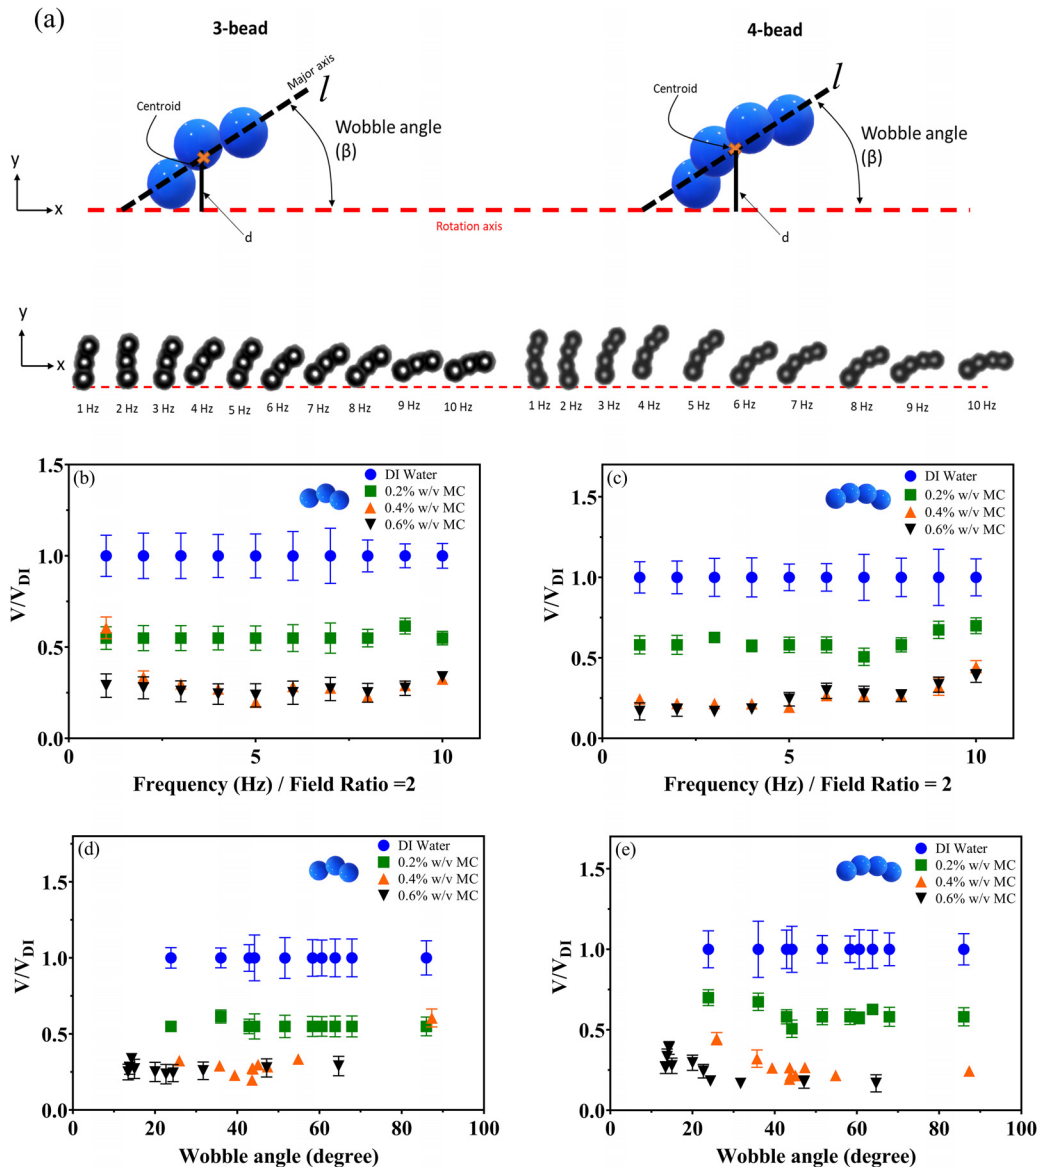 (a)
3-bead
4-bead
Major axis
l
Centroid
Wobble angle
(β)
y
x
d
Rotation axis
l
Centroid
Wobble angle
(β)
d
y
x
1 Hz 2 Hz 3 Hz 4 Hz 5 Hz 6 Hz 7 Hz 8 Hz 9 Hz 10 Hz
1 Hz 2 Hz 3 Hz 4 Hz 5 Hz 6 Hz 7 Hz 8 Hz 9 Hz 10 Hz
(b)
DI Water
0.2% w/v MC
0.4% w/v MC
0.6% w/v MC
1.5
1.0
0.5
0.0
V/VDI
0 5 10
Frequency (Hz) / Field Ratio =2
(c)
DI Water
0.2% w/v MC
0.4% w/v MC
0.6% w/v MC
1.5
1.0
0.5
0.0
V/VDI
0 5 10
Frequency (Hz) / Field Ratio =2
(d)
DI Water
0.2% w/v MC
0.4% w/v MC
0.6% w/v MC
1.5
1.0
0.5
0.0
V/VDI
0 20 40 60 80 100
Wobble angle (degree)
(e)
DI Water
0.2% w/v MC
0.4% w/v MC
0.6% w/v MC
1.5
1.0
0.5
0.0
V/VDI
0 20 40 60 80 100
Wobble angle (degree)